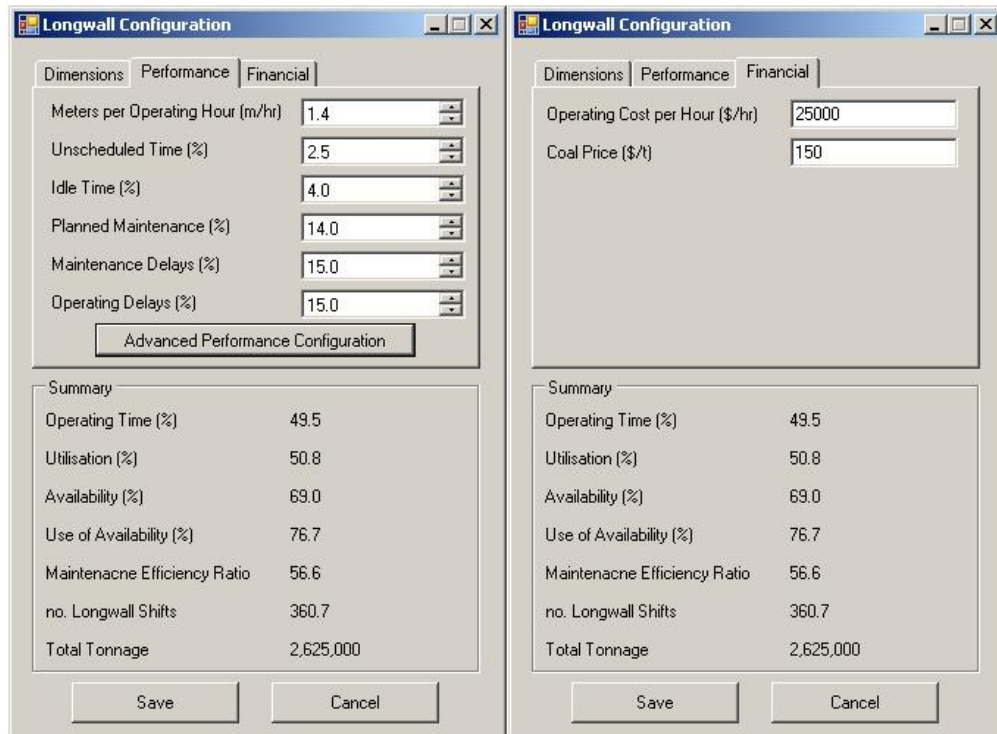 Longwall Configuration
Dimensions Performance Financial
Meters per Operating Hour (m/hr) 1.4
Unscheduled Time (%) 2.5
Idle Time (%) 4.0
Planned Maintenance (%) 14.0
Maintenance Delays (%) 15.0
Operating Delays (%) 15.0
Advanced Performance Configuration
Summary
Operating Time (%) 49.5
Utilisation (%) 50.8
Availability (%) 69.0
Use of Availability (%) 76.7
Maintenacne Efficiency Ratio 56.6
no. Longwall Shifts 360.7
Total Tonnage 2,625,000
Save Cancel
Longwall Configuration
Dimensions Performance Financial
Operating Cost per Hour ($/hr) 25000
Coal Price ($/t) 150
Summary
Operating Time (%) 49.5
Utilisation (%) 50.8
Availability (%) 69.0
Use of Availability (%) 76.7
Maintenacne Efficiency Ratio 56.6
no. Longwall Shifts 360.7
Total Tonnage 2,625,000
Save Cancel